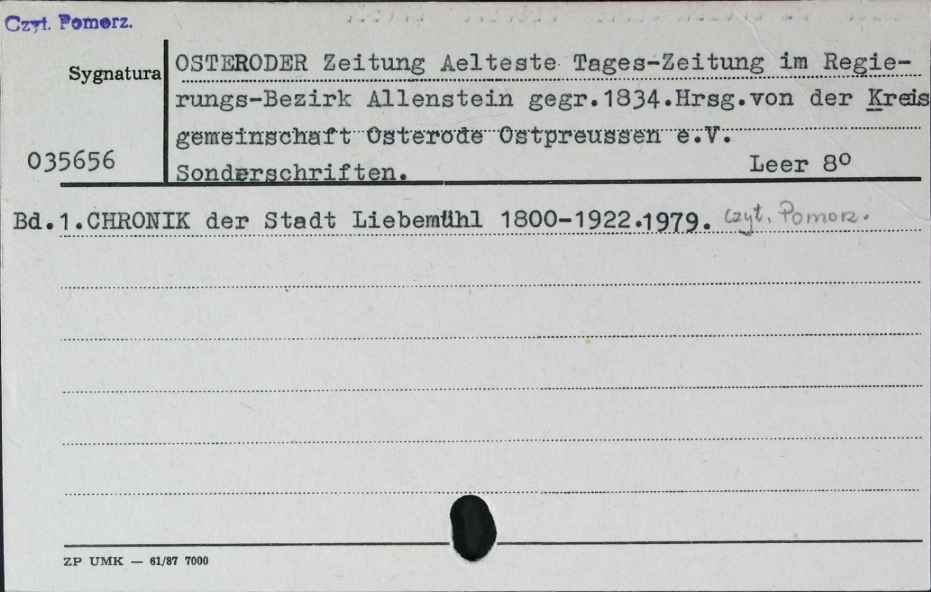 Czyt. Pomorz.
Sygnatura
OSTERODER Zeitung Aelteste Tages-Zeitung im Regie-
rungs-Bezirk Allenstein gegr.1834.Hrsg.von der Kreis
gemeinschaft Osterode Ostpreussen e.V.
035656
Sonderschriften. Leer 8º
Bd.1.CHRONIK der Stadt Liebemühl 1800-1922.1979. Czyt. Pomorz.
ZP UMK — 61/87 7000